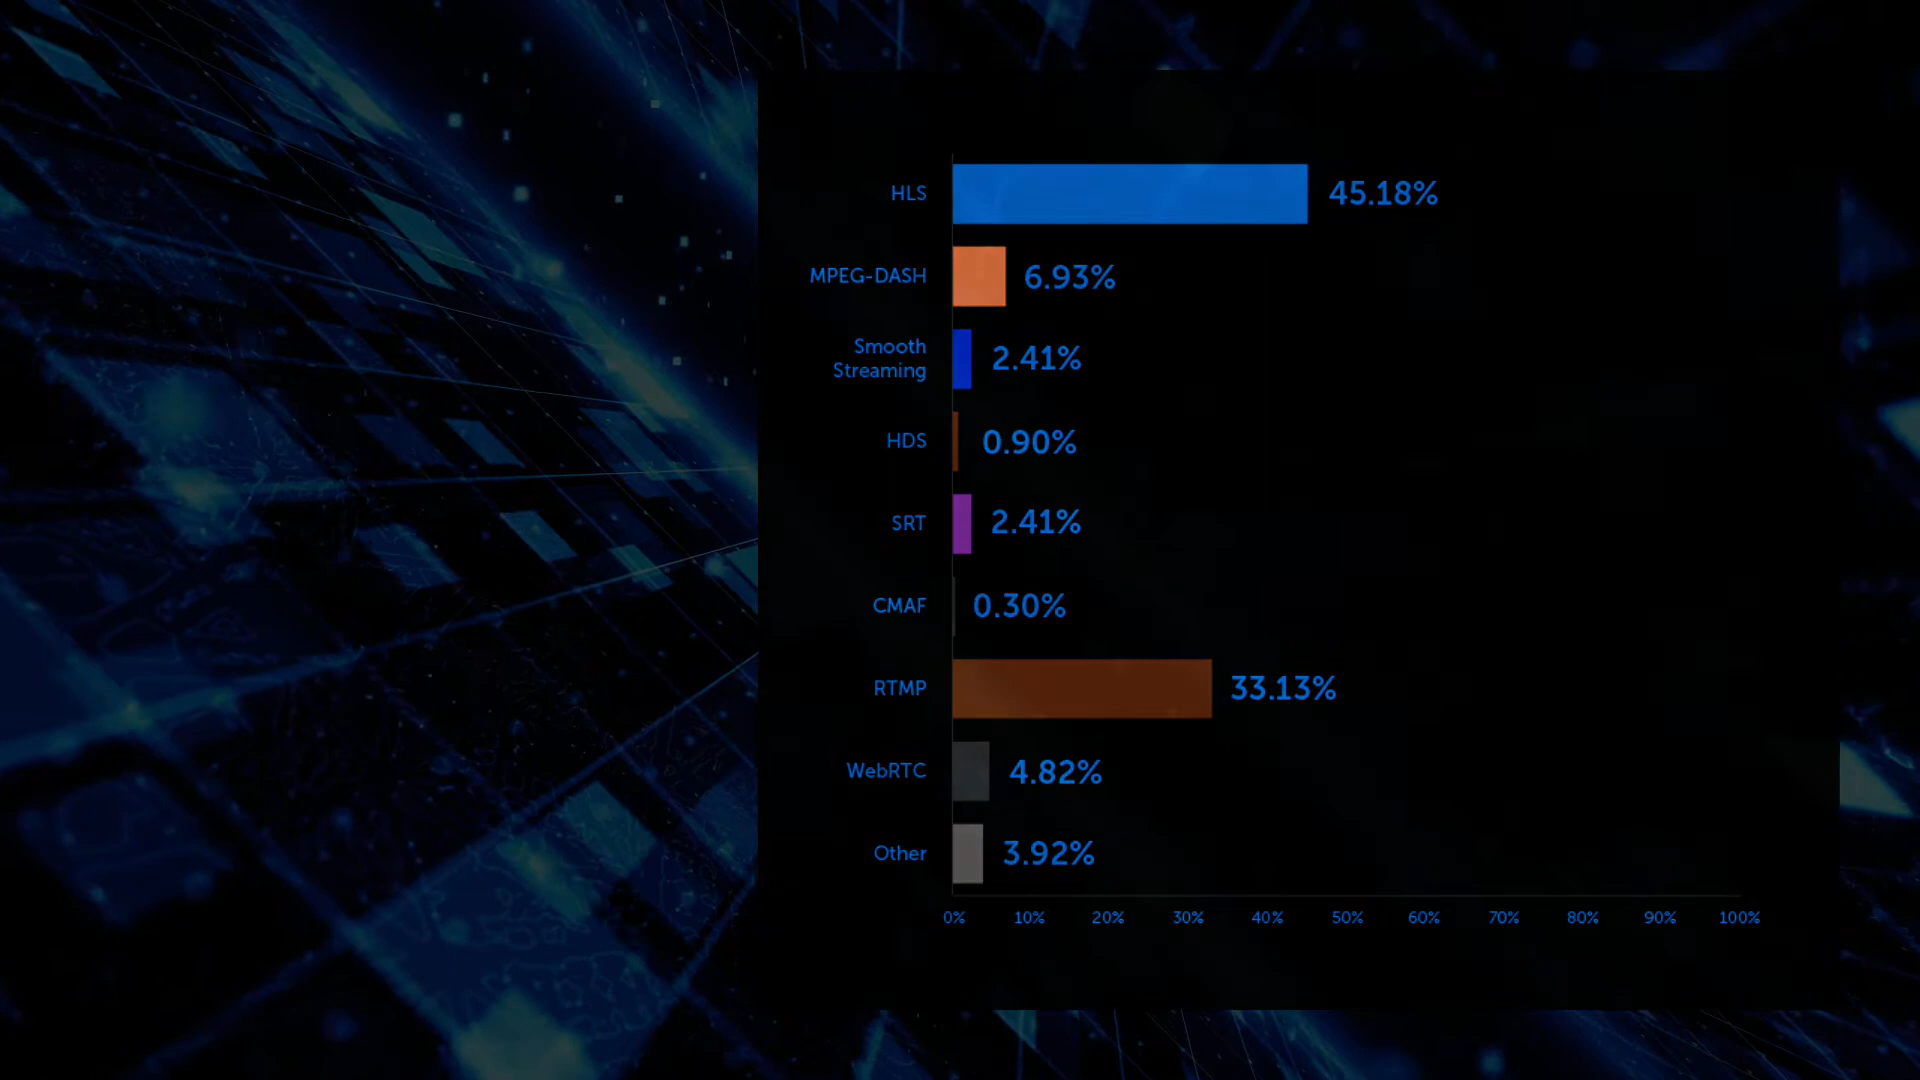 HLS 45.18%
MPEG-DASH 6.93%
Smooth
Streaming 2.41%
HDS 0.90%
SRT 2.41%
CMAF 0.30%
RTMP 33.13%
WebRTC 4.82%
Other 3.92%
0% 10% 20% 30% 40% 50% 60% 70% 80% 90% 100%